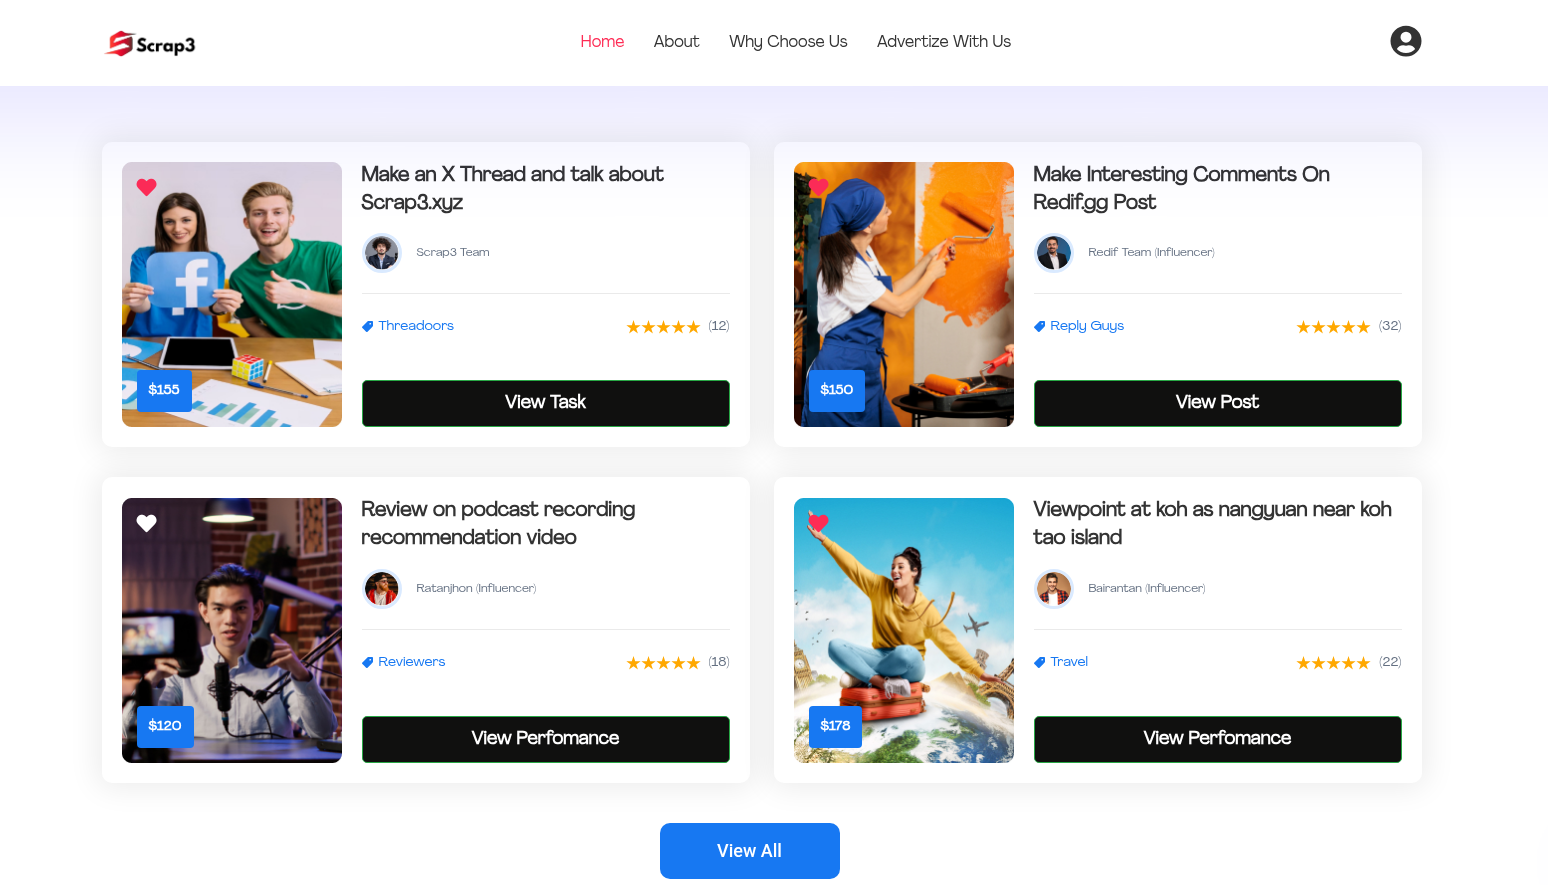 Scrap3
Home
About
Why Choose Us
Advertize With Us
Make an X Thread and talk about
Scrap3.xyz
Scrap3 Team
Threadoors
(12)
$155
View Task
Make Interesting Comments On
Redif.gg Post
Redif Team (Influencer)
Reply Guys
(32)
$150
View Post
Review on podcast recording
recommendation video
Ratanjhon (Influencer)
Reviewers
(18)
$120
View Perfomance
Viewpoint at koh as nangyuan near koh
tao island
Bairantan (Influencer)
Travel
(22)
$178
View Perfomance
View All